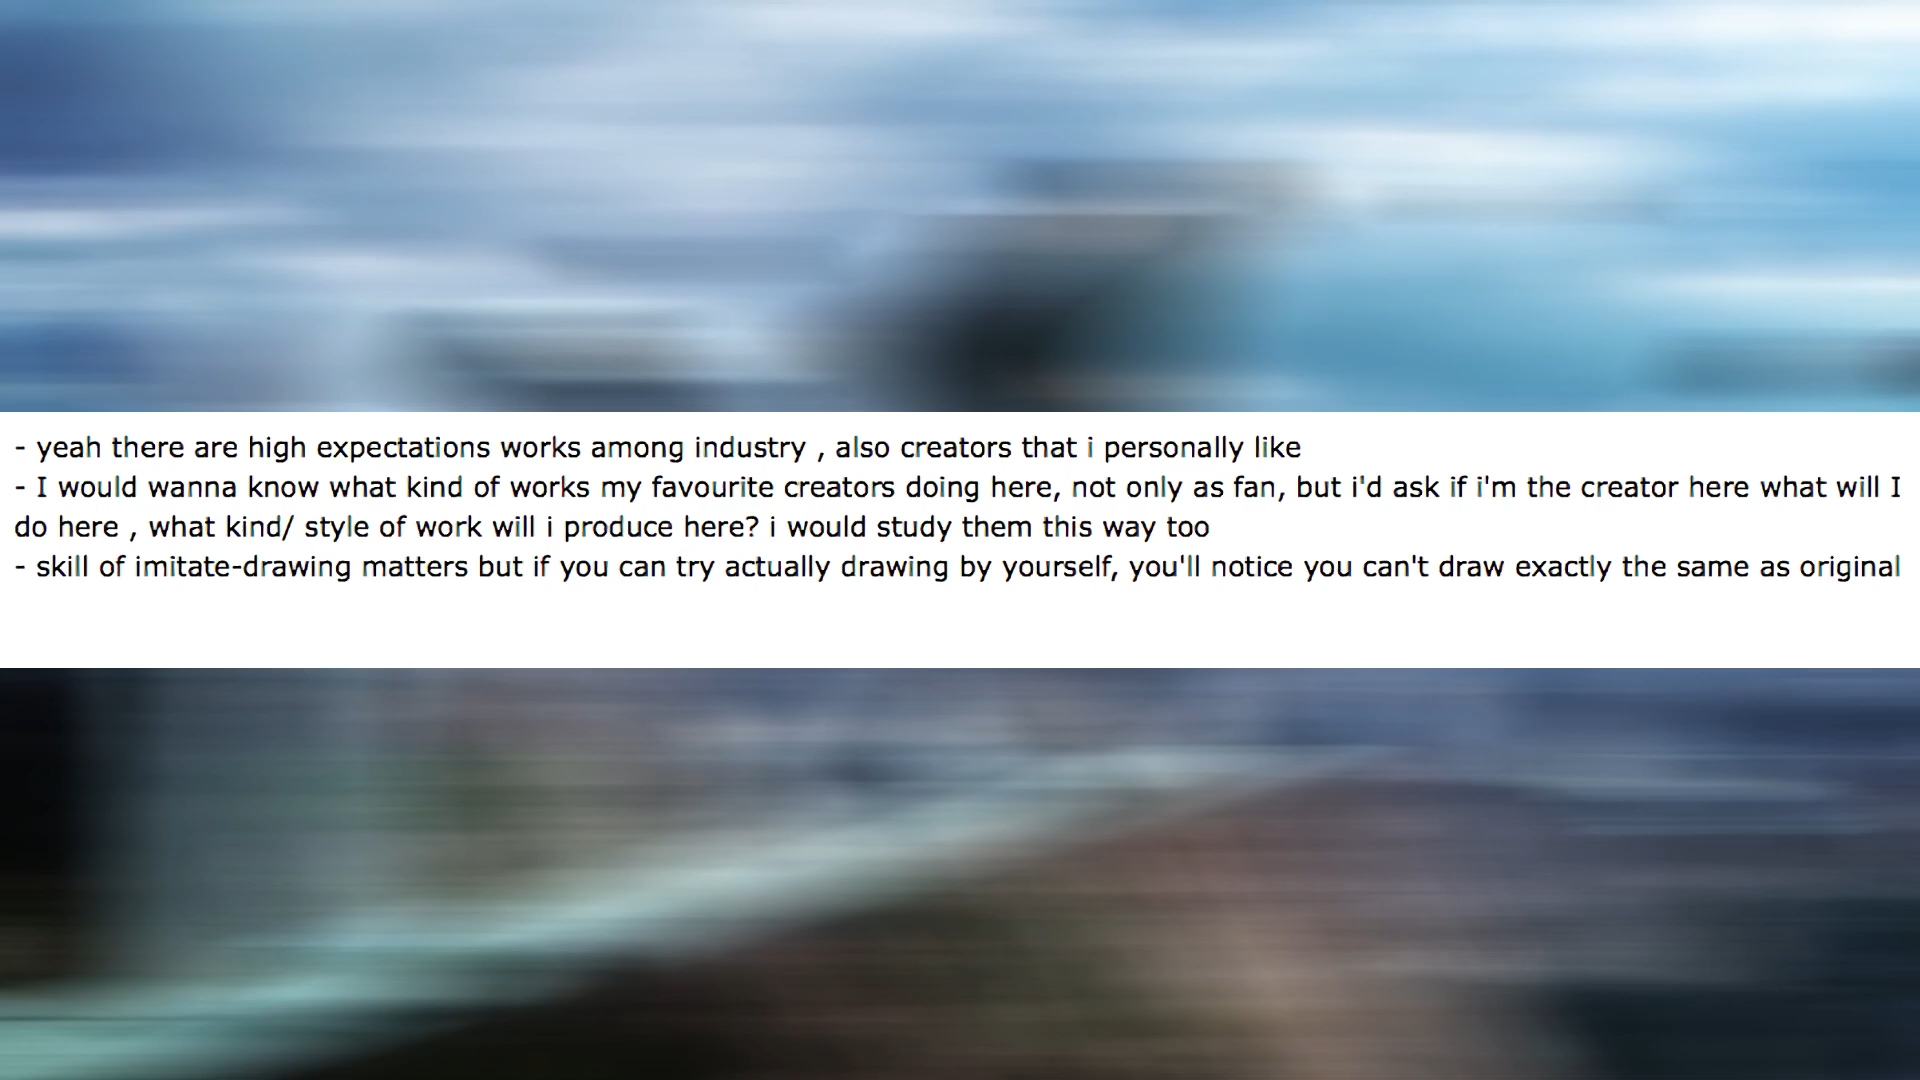 - yeah there are high expectations works among industry , also creators that i personally like
- I would wanna know what kind of works my favourite creators doing here, not only as fan, but i'd ask if i'm the creator here what will I
do here , what kind/ style of work will i produce here? i would study them this way too
- skill of imitate-drawing matters but if you can try actually drawing by yourself, you'll notice you can't draw exactly the same as original